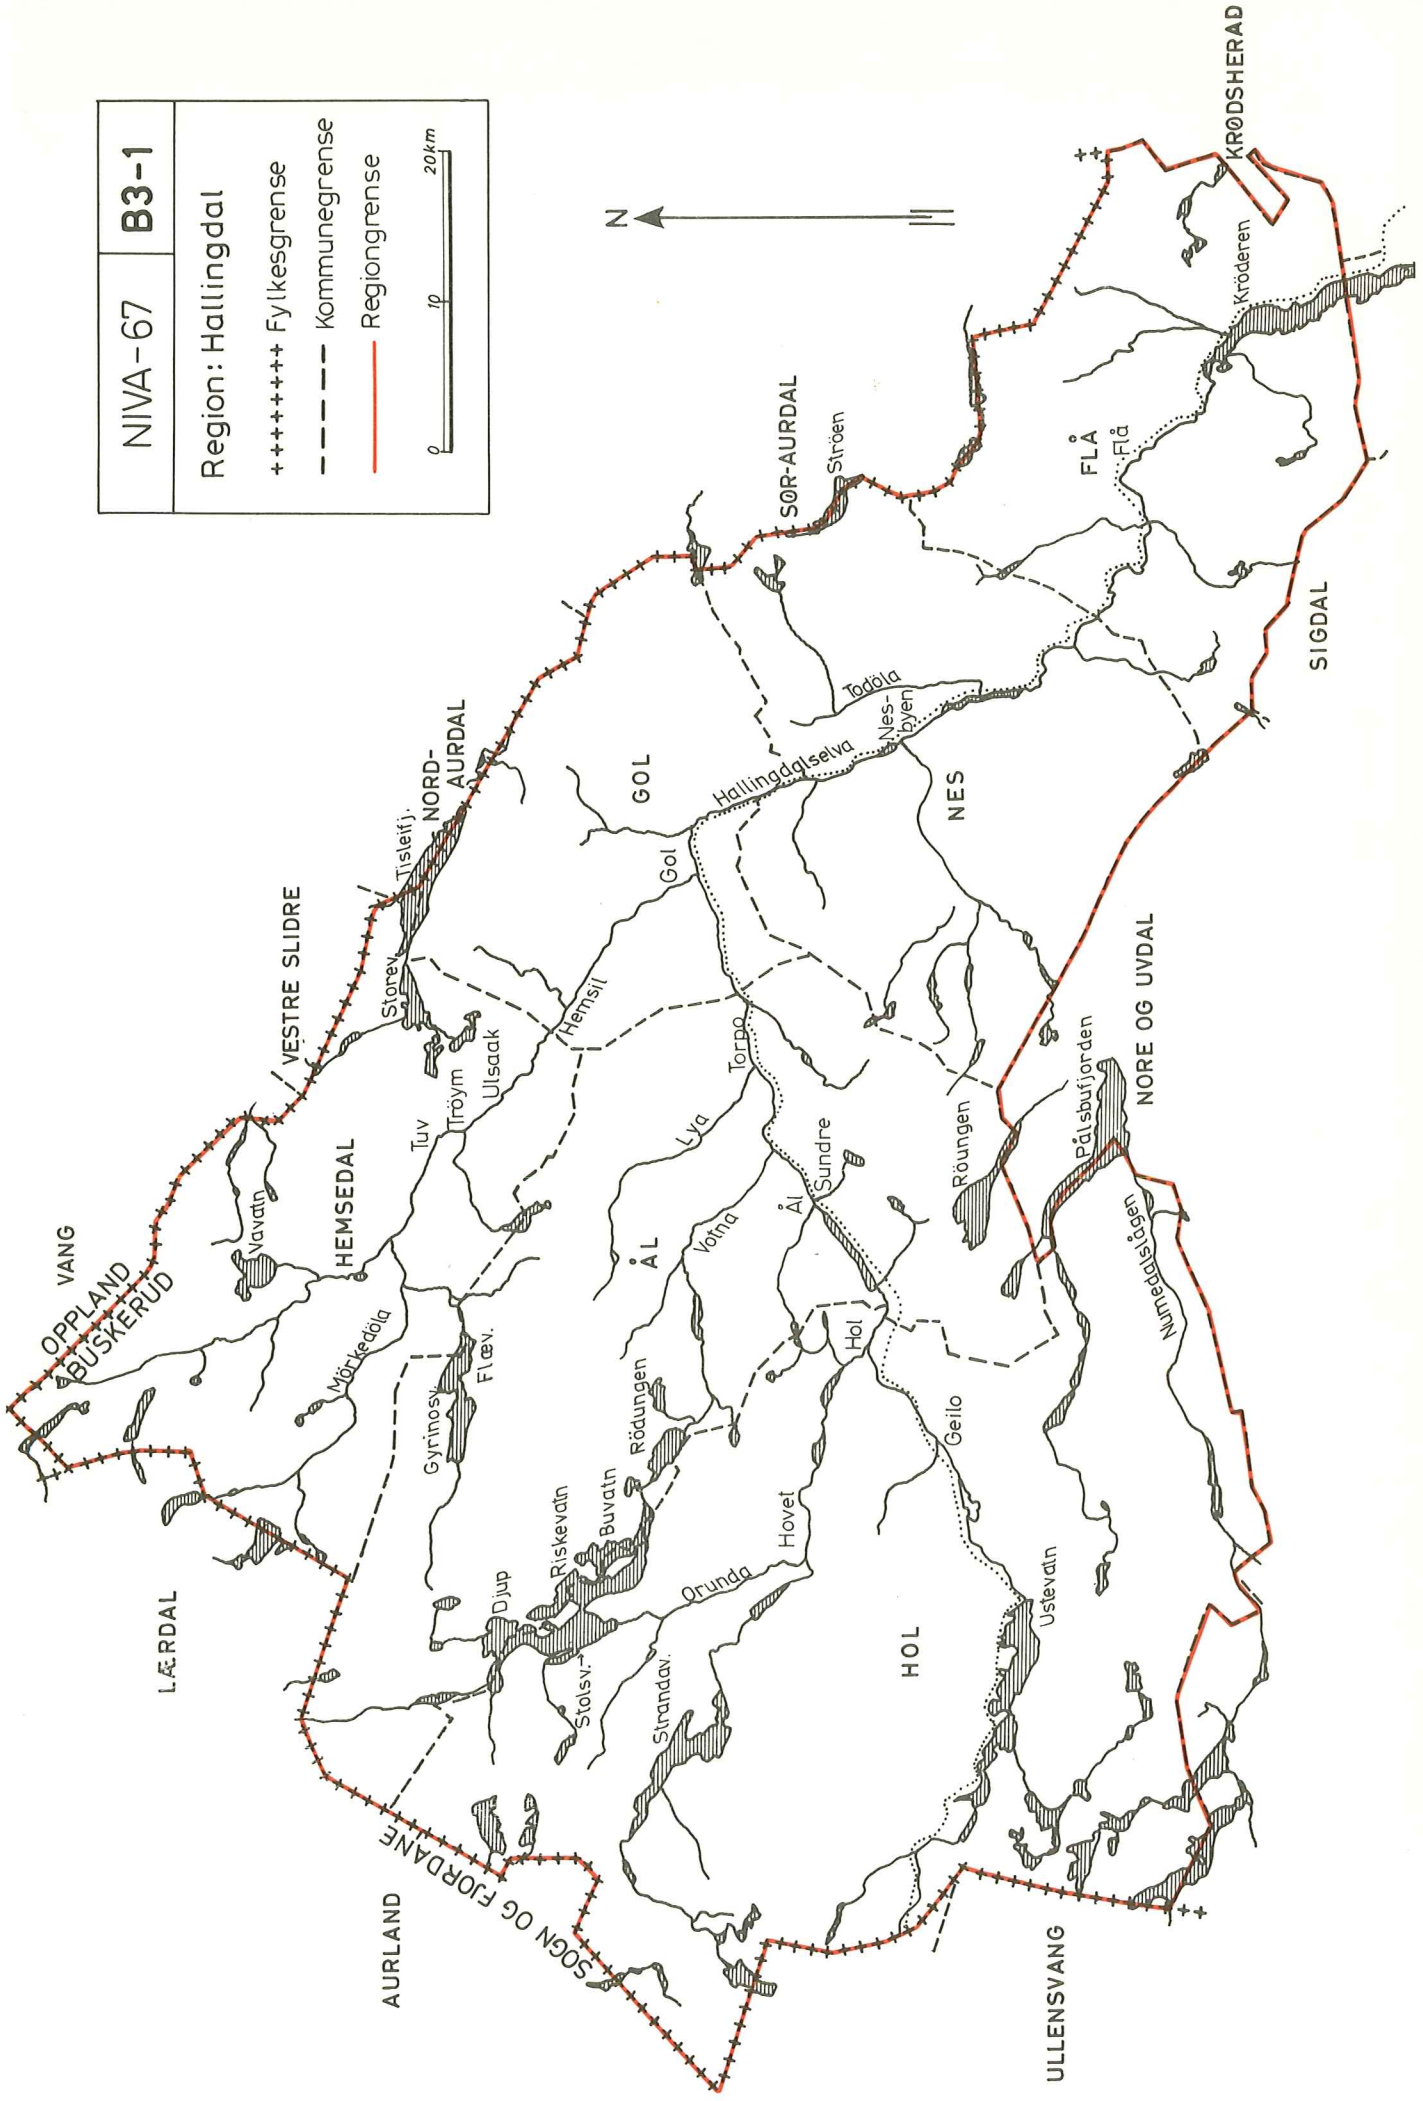 NIVA-67
B3-1
Region: Hallingdal
+++++++ Fylkesgrense
Kommunegrense
Regiongrense
0 10 20km
N
VANG
OPPLAND
BUSKERUD
LÆRDAL
VESTRE SLIDRE
NORD-
AURDAL
SØR-AURDAL
KRØDSHERAD
SIGDAL
NORE OG UVDAL
ULLENSVANG
AURLAND
SOGN OG FJORDANE
HEMSEDAL
GOL
ÅL
NES
FLÅ
HOL
Vavatn
Mörkedöla
Tuv
Tröym
Ulsaak
Hemsil
Storev.
Tisleifj.
Gyrinosv.
Flæv.
Rödungen
Buvatn
Riskevatn
Djup
Stolsv.→
Strandav.
Orunda
Hovet
Hol
Geilo
Ustevatn
Votna
Lya
Torpo
Ål
Sundre
Gol
Hallingdalselva
Nes-
byen
Todöla
Ströen
Flå
Kröderen
Röungen
Pålsbufjorden
Numedalslågen